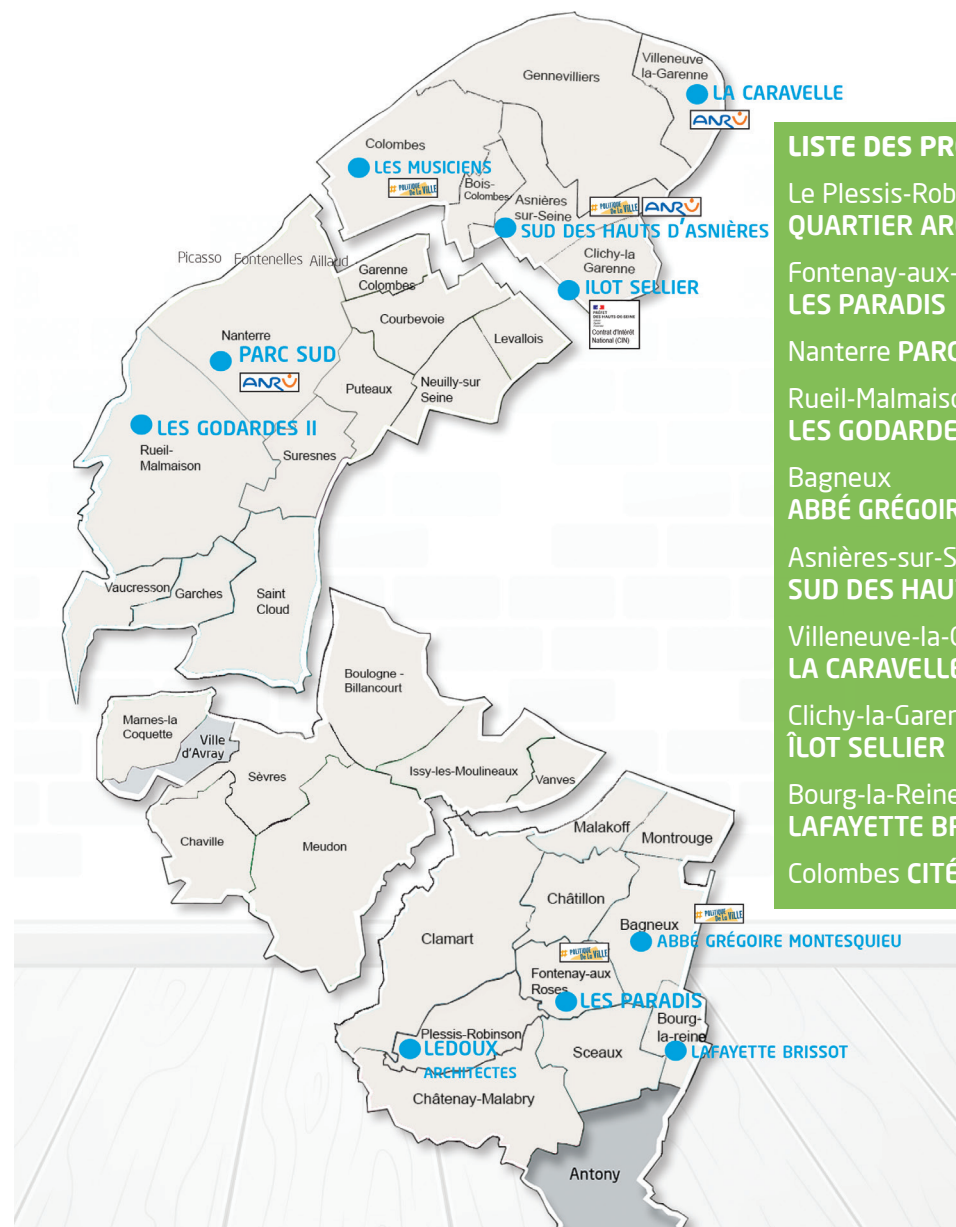 Villeneuve
la-Garenne
Gennevilliers
LA CARAVELLE
ANRU
Colombes
LES MUSICIENS
# POLITIQUE
De La VILLE
Bois-
Colombes
Asnières
sur-Seine
# POLITIQUE
De La VILLE
ANRU
SUD DES HAUTS D'ASNIÈRES
Clichy-la
Garenne
ILOT SELLIER
PRÉFET
DES HAUTS-DE-SEINE
Contrat d'Intérêt
National (CIN)
Picasso Fontenelles Aillaud
Garenne
Colombes
Courbevoie
Levallois
Nanterre
PARC SUD
ANRU
Puteaux
Neuilly-sur
Seine
LES GODARDES II
Rueil-
Malmaison
Suresnes
Vaucresson
Garches
Saint
Cloud
Boulogne -
Billancourt
Marnes-la
Coquette
Ville
d'Avray
Sèvres
Issy-les-Moulineaux
Vanves
Chaville
Meudon
Malakoff
Montrouge
Châtillon
Clamart
Bagneux
# POLITIQUE
De La VILLE
ABBÉ GRÉGOIRE MONTESQUIEU
# POLITIQUE
De La VILLE
Fontenay-aux
Roses
LES PARADIS
Bourg-
la-reine
LAFAYETTE BRISSOT
Plessis-Robinson
LEDOUX
ARCHITECTES
Sceaux
Châtenay-Malabry
Antony
LISTE DES PR
Le Plessis-Rob
QUARTIER AR
Fontenay-aux-
LES PARADIS
Nanterre PARC
Rueil-Malmaiso
LES GODARDE
Bagneux
ABBÉ GRÉGOIR
Asnières-sur-S
SUD DES HAU
Villeneuve-la-G
LA CARAVELLE
Clichy-la-Garen
ÎLOT SELLIER
Bourg-la-Reine
LAFAYETTE BR
Colombes CITÉ